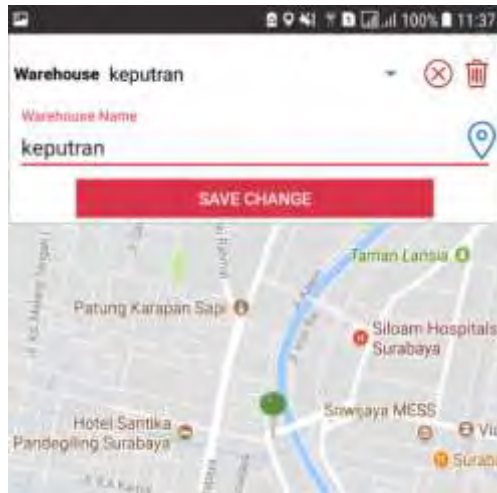 100% 11:37
Warehouse keputran
Warehouse Name
keputran
SAVE CHANGE
Taman Lansia
Patung Karapan Sapi
Siloam Hospitals
Surabaya
Sriwijaya MESS
Hotel Santika
Pandegiling Surabaya